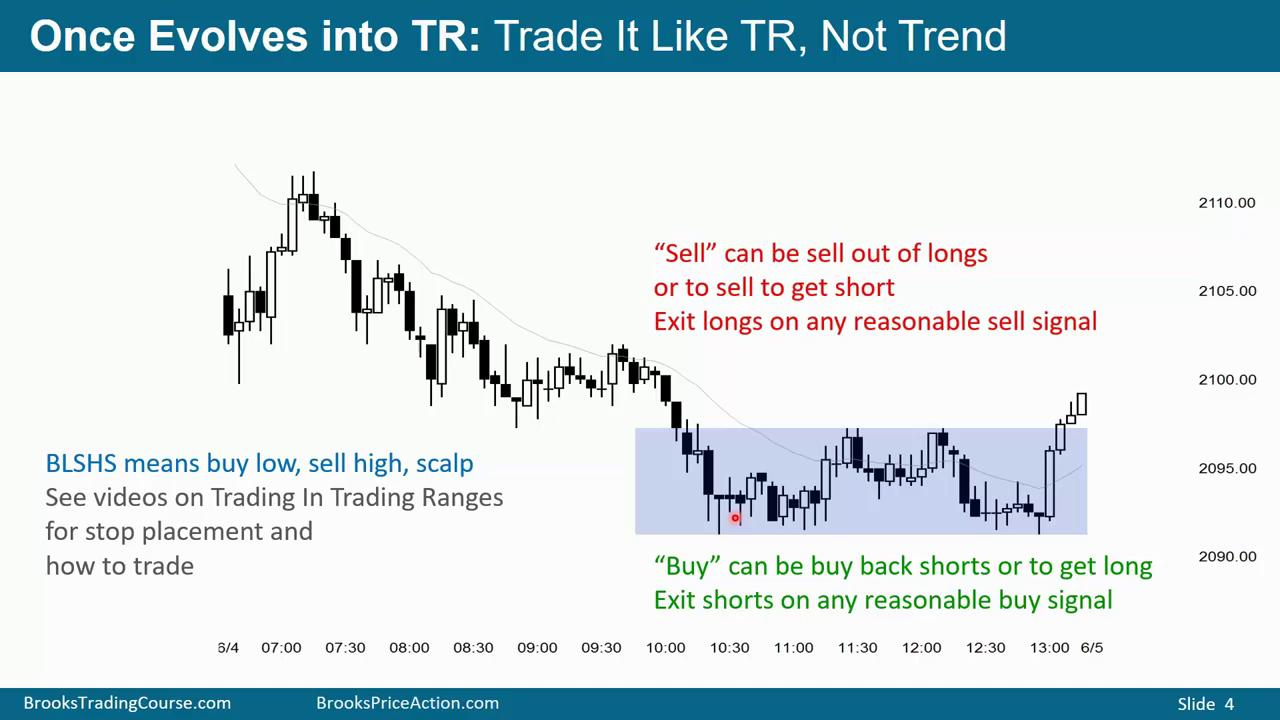 Once Evolves into TR: Trade It Like TR, Not Trend
2110.00
“Sell” can be sell out of longs
or to sell to get short
Exit longs on any reasonable sell signal
2105.00
2100.00
BLSHS means buy low, sell high, scalp
See videos on Trading In Trading Ranges
for stop placement and
how to trade
2095.00
2090.00
“Buy” can be buy back shorts or to get long
Exit shorts on any reasonable buy signal
6/4 07:00 07:30 08:00 08:30 09:00 09:30 10:00 10:30 11:00 11:30 12:00 12:30 13:00 6/5
BrooksTradingCourse.com BrooksPriceAction.com Slide 4